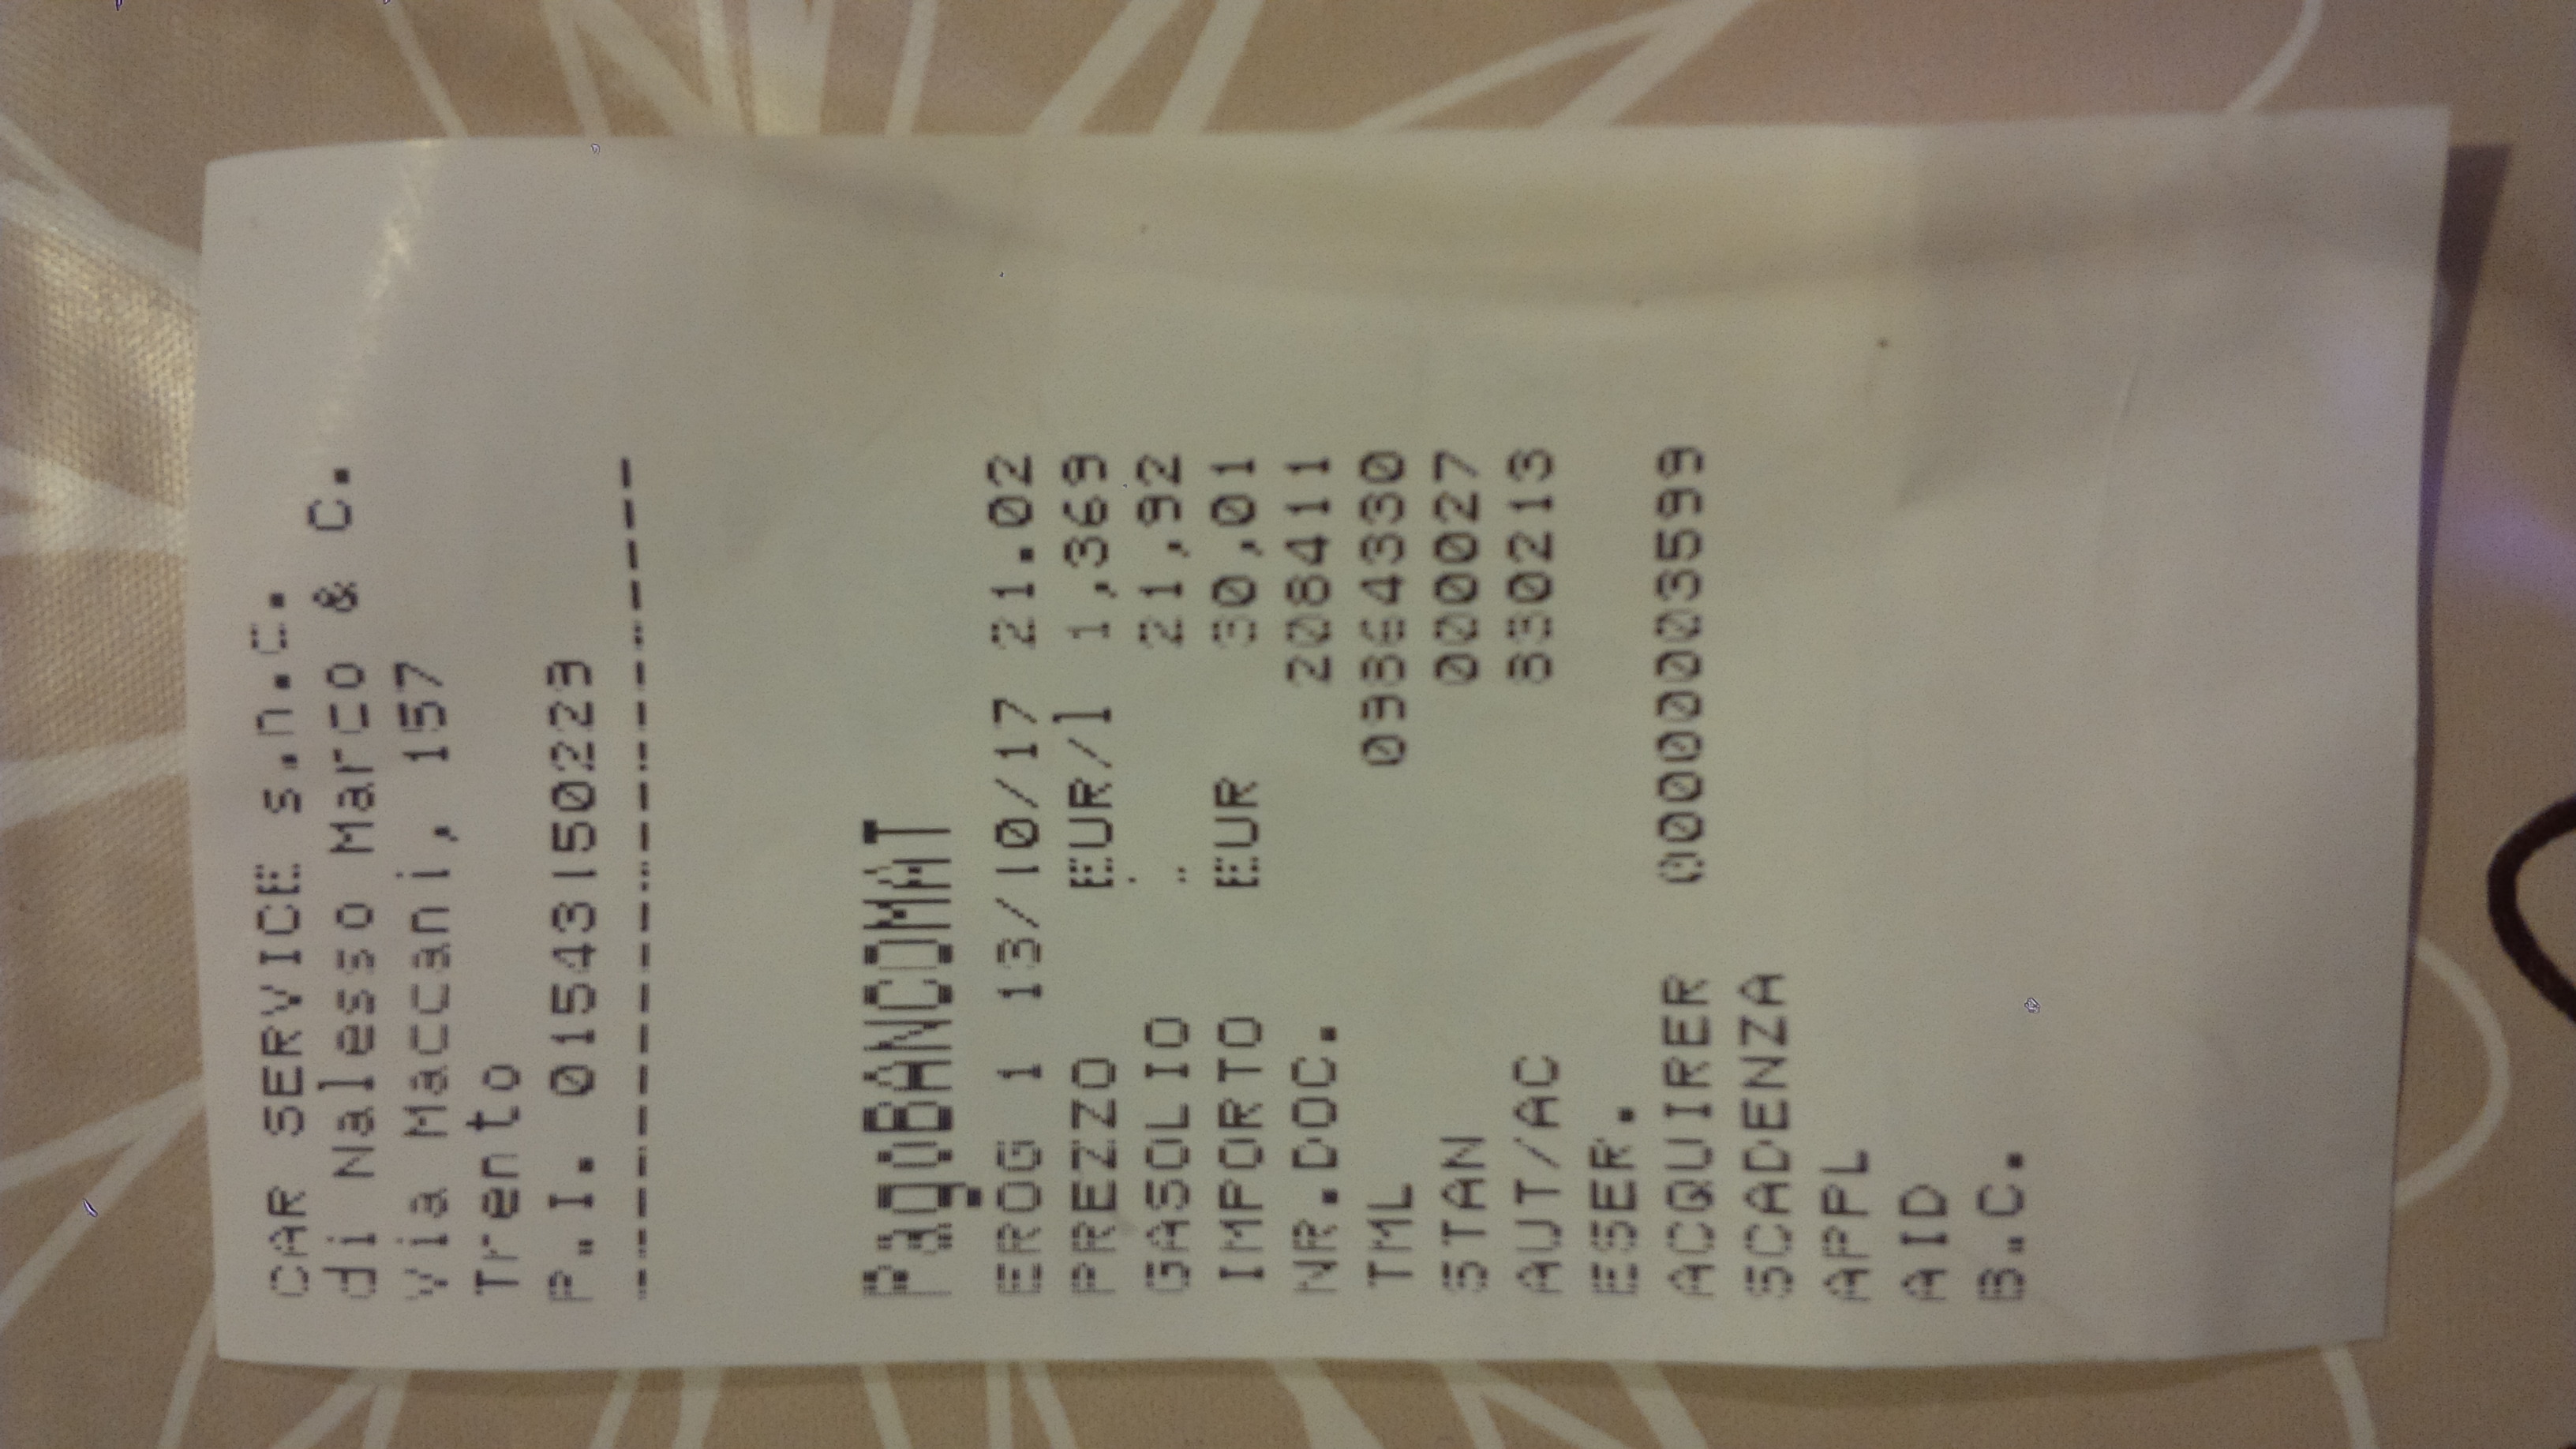 CAR SERVICE s.n.c.
di Nalesso Marco & C.
Via Maccani, 157
Trento
P.I. 01543150223
---------------------
PagoBANCOMAT
EROG 1 13/10/17 21.02
PREZZO EUR/l 1,369
GASOLIO 21,92
IMPORTO EUR 30,01
NR.DOC. 208411
TML 09864330
STAN 000027
AUT/AC 830213
ESER.
ACQUIRER 00000003599
SCADENZA
APPL
AID
B.C.